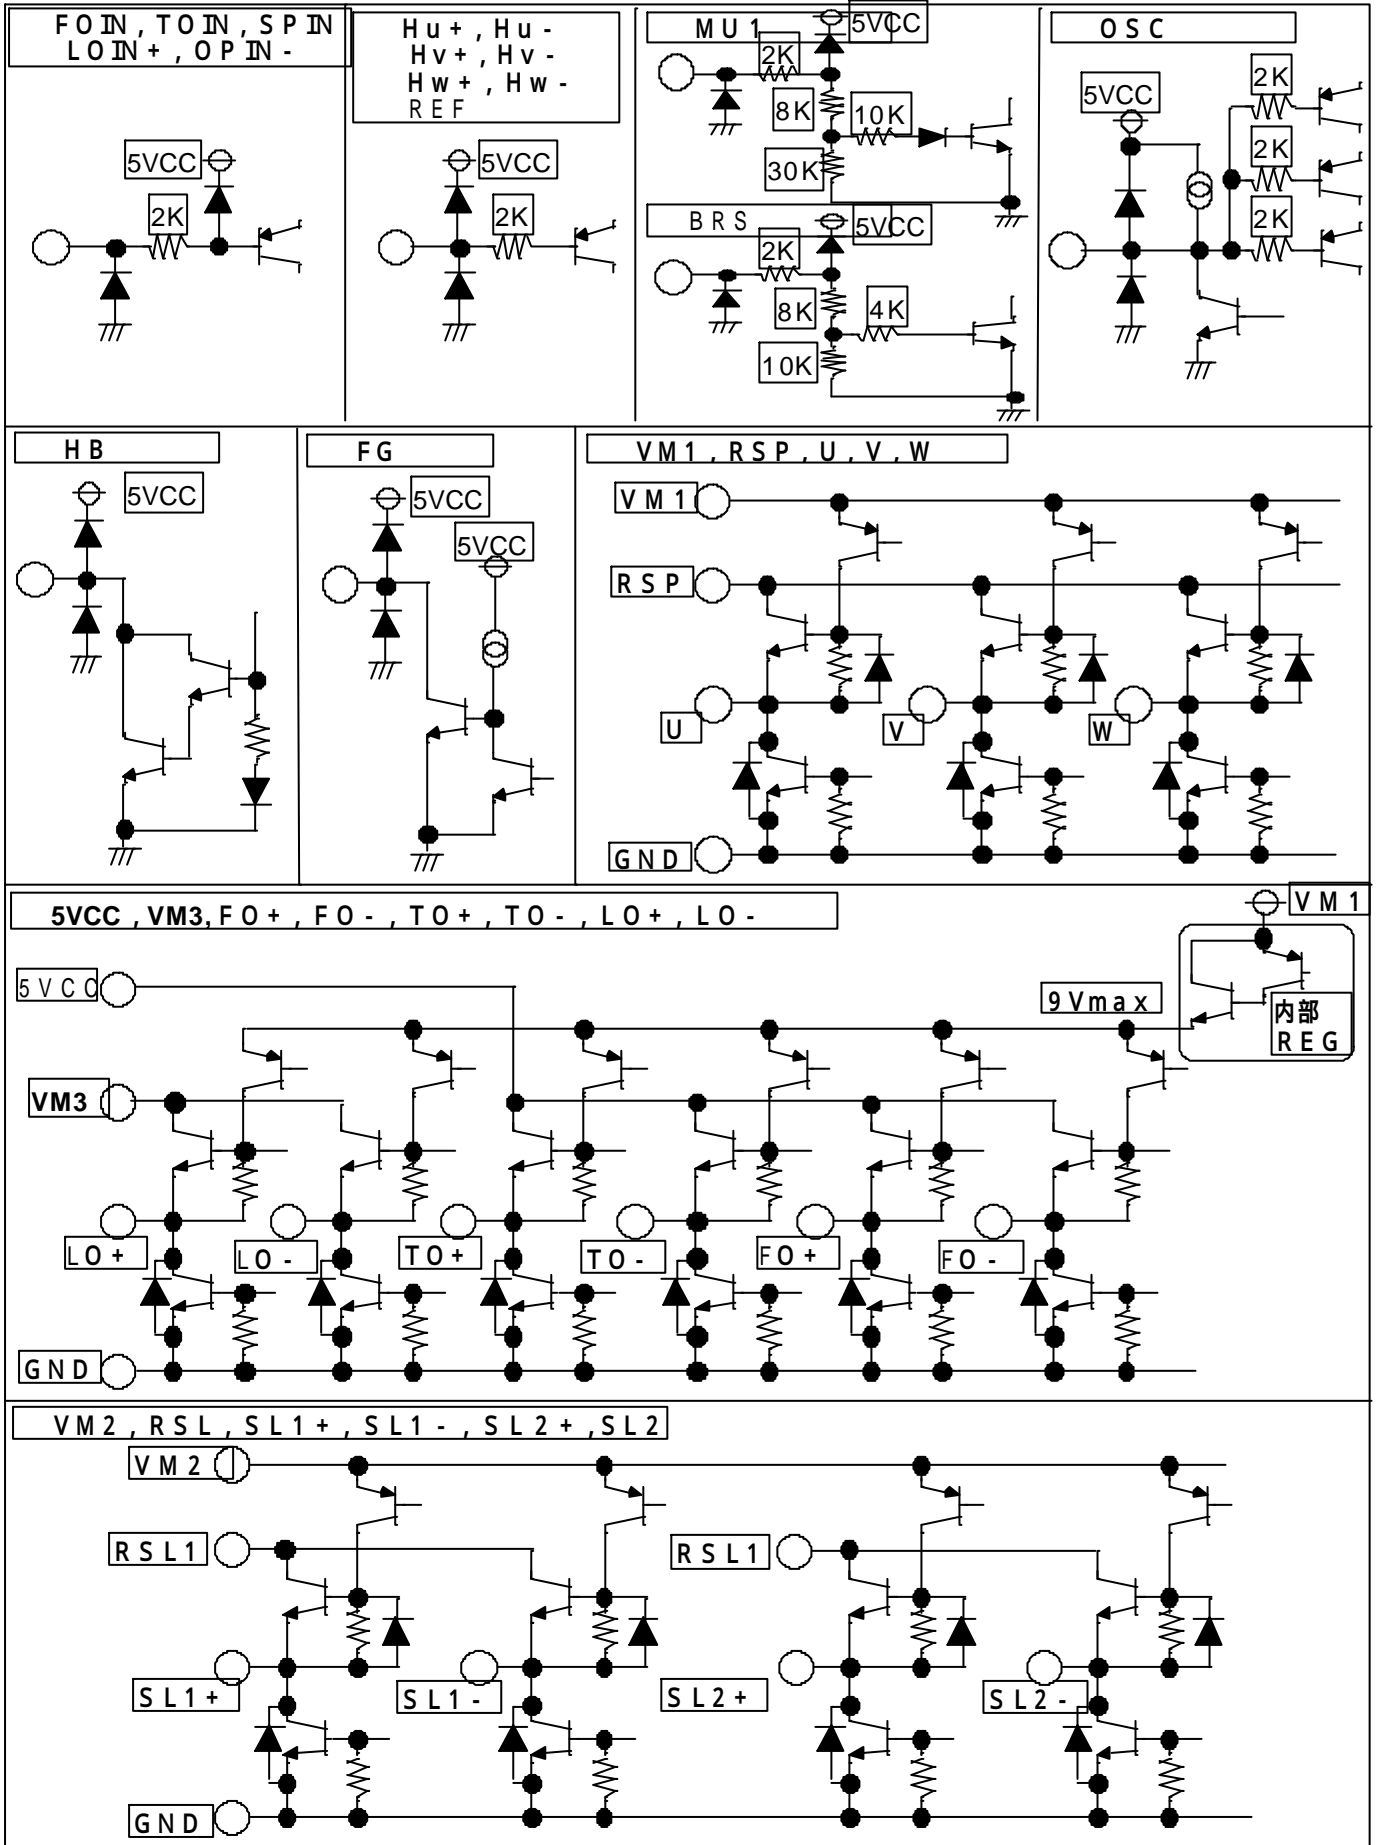 FOIN, TOIN, SPIN
LOIN+, OPIN-
5VCC
2K
Hu+, Hu-
Hv+, Hv-
Hw+, Hw-
REF
5VCC
2K
MU1
5VCC
2K
8K
10K
30K
BRS
5VCC
2K
8K
4K
10K
OSC
5VCC
2K
2K
2K
HB
5VCC
FG
5VCC
5VCC
VM1, RSP, U, V, W
VM1
RSP
U
V
W
GND
5VCC, VM3, FO+, FO-, TO+, TO-, LO+, LO-
VM1
5VCC
9Vmax
内部
REG
VM3
LO+
LO-
TO+
TO-
FO+
FO-
GND
VM2, RSL, SL1+, SL1-, SL2+, SL2
VM2
RSL1
RSL1
SL1+
SL1-
SL2+
SL2-
GND